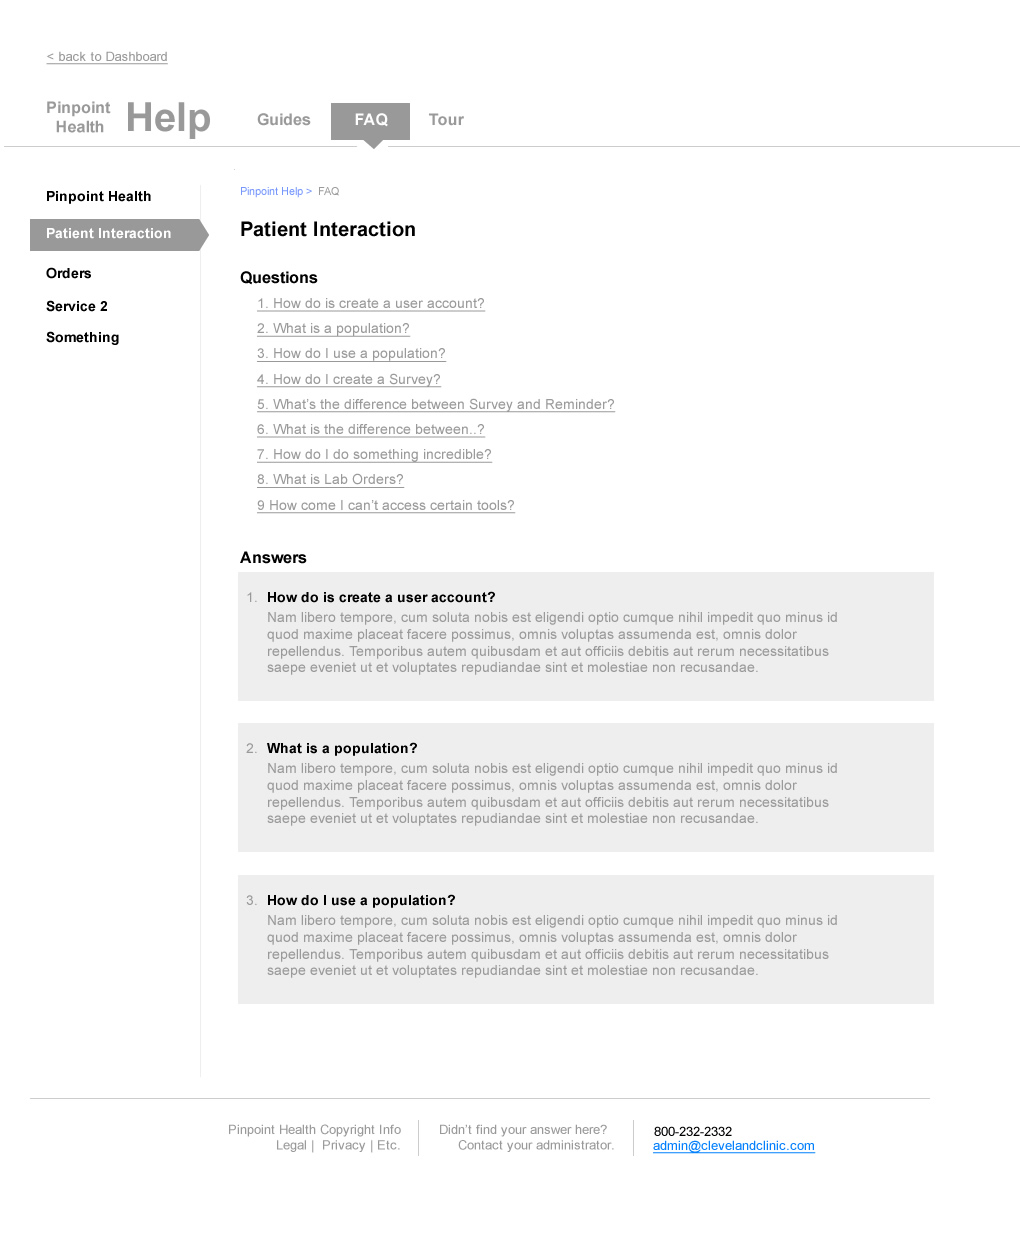 < back to Dashboard
Pinpoint
Health
Help
Guides
FAQ
Tour
Pinpoint Health
Patient Interaction
Orders
Service 2
Something
Pinpoint Help > FAQ
Patient Interaction
Questions
1. How do is create a user account?
2. What is a population?
3. How do I use a population?
4. How do I create a Survey?
5. What's the difference between Survey and Reminder?
6. What is the difference between..?
7. How do I do something incredible?
8. What is Lab Orders?
9 How come I can't access certain tools?
Answers
1. How do is create a user account?
Nam libero tempore, cum soluta nobis est eligendi optio cumque nihil impedit quo minus id
quod maxime placeat facere possimus, omnis voluptas assumenda est, omnis dolor
repellendus. Temporibus autem quibusdam et aut officiis debitis aut rerum necessitatibus
saepe eveniet ut et voluptates repudiandae sint et molestiae non recusandae.
2. What is a population?
Nam libero tempore, cum soluta nobis est eligendi optio cumque nihil impedit quo minus id
quod maxime placeat facere possimus, omnis voluptas assumenda est, omnis dolor
repellendus. Temporibus autem quibusdam et aut officiis debitis aut rerum necessitatibus
saepe eveniet ut et voluptates repudiandae sint et molestiae non recusandae.
3. How do I use a population?
Nam libero tempore, cum soluta nobis est eligendi optio cumque nihil impedit quo minus id
quod maxime placeat facere possimus, omnis voluptas assumenda est, omnis dolor
repellendus. Temporibus autem quibusdam et aut officiis debitis aut rerum necessitatibus
saepe eveniet ut et voluptates repudiandae sint et molestiae non recusandae.
Pinpoint Health Copyright Info
Legal | Privacy | Etc.
Didn't find your answer here?
Contact your administrator.
800-232-2332
admin@clevelandclinic.com